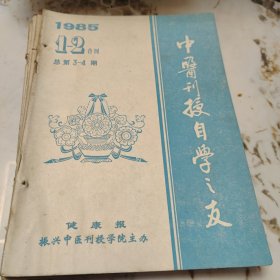 1985
1-2合刊
总第3-4期
中醫刊授自学之友
健康报
振兴中医刊授学院主办